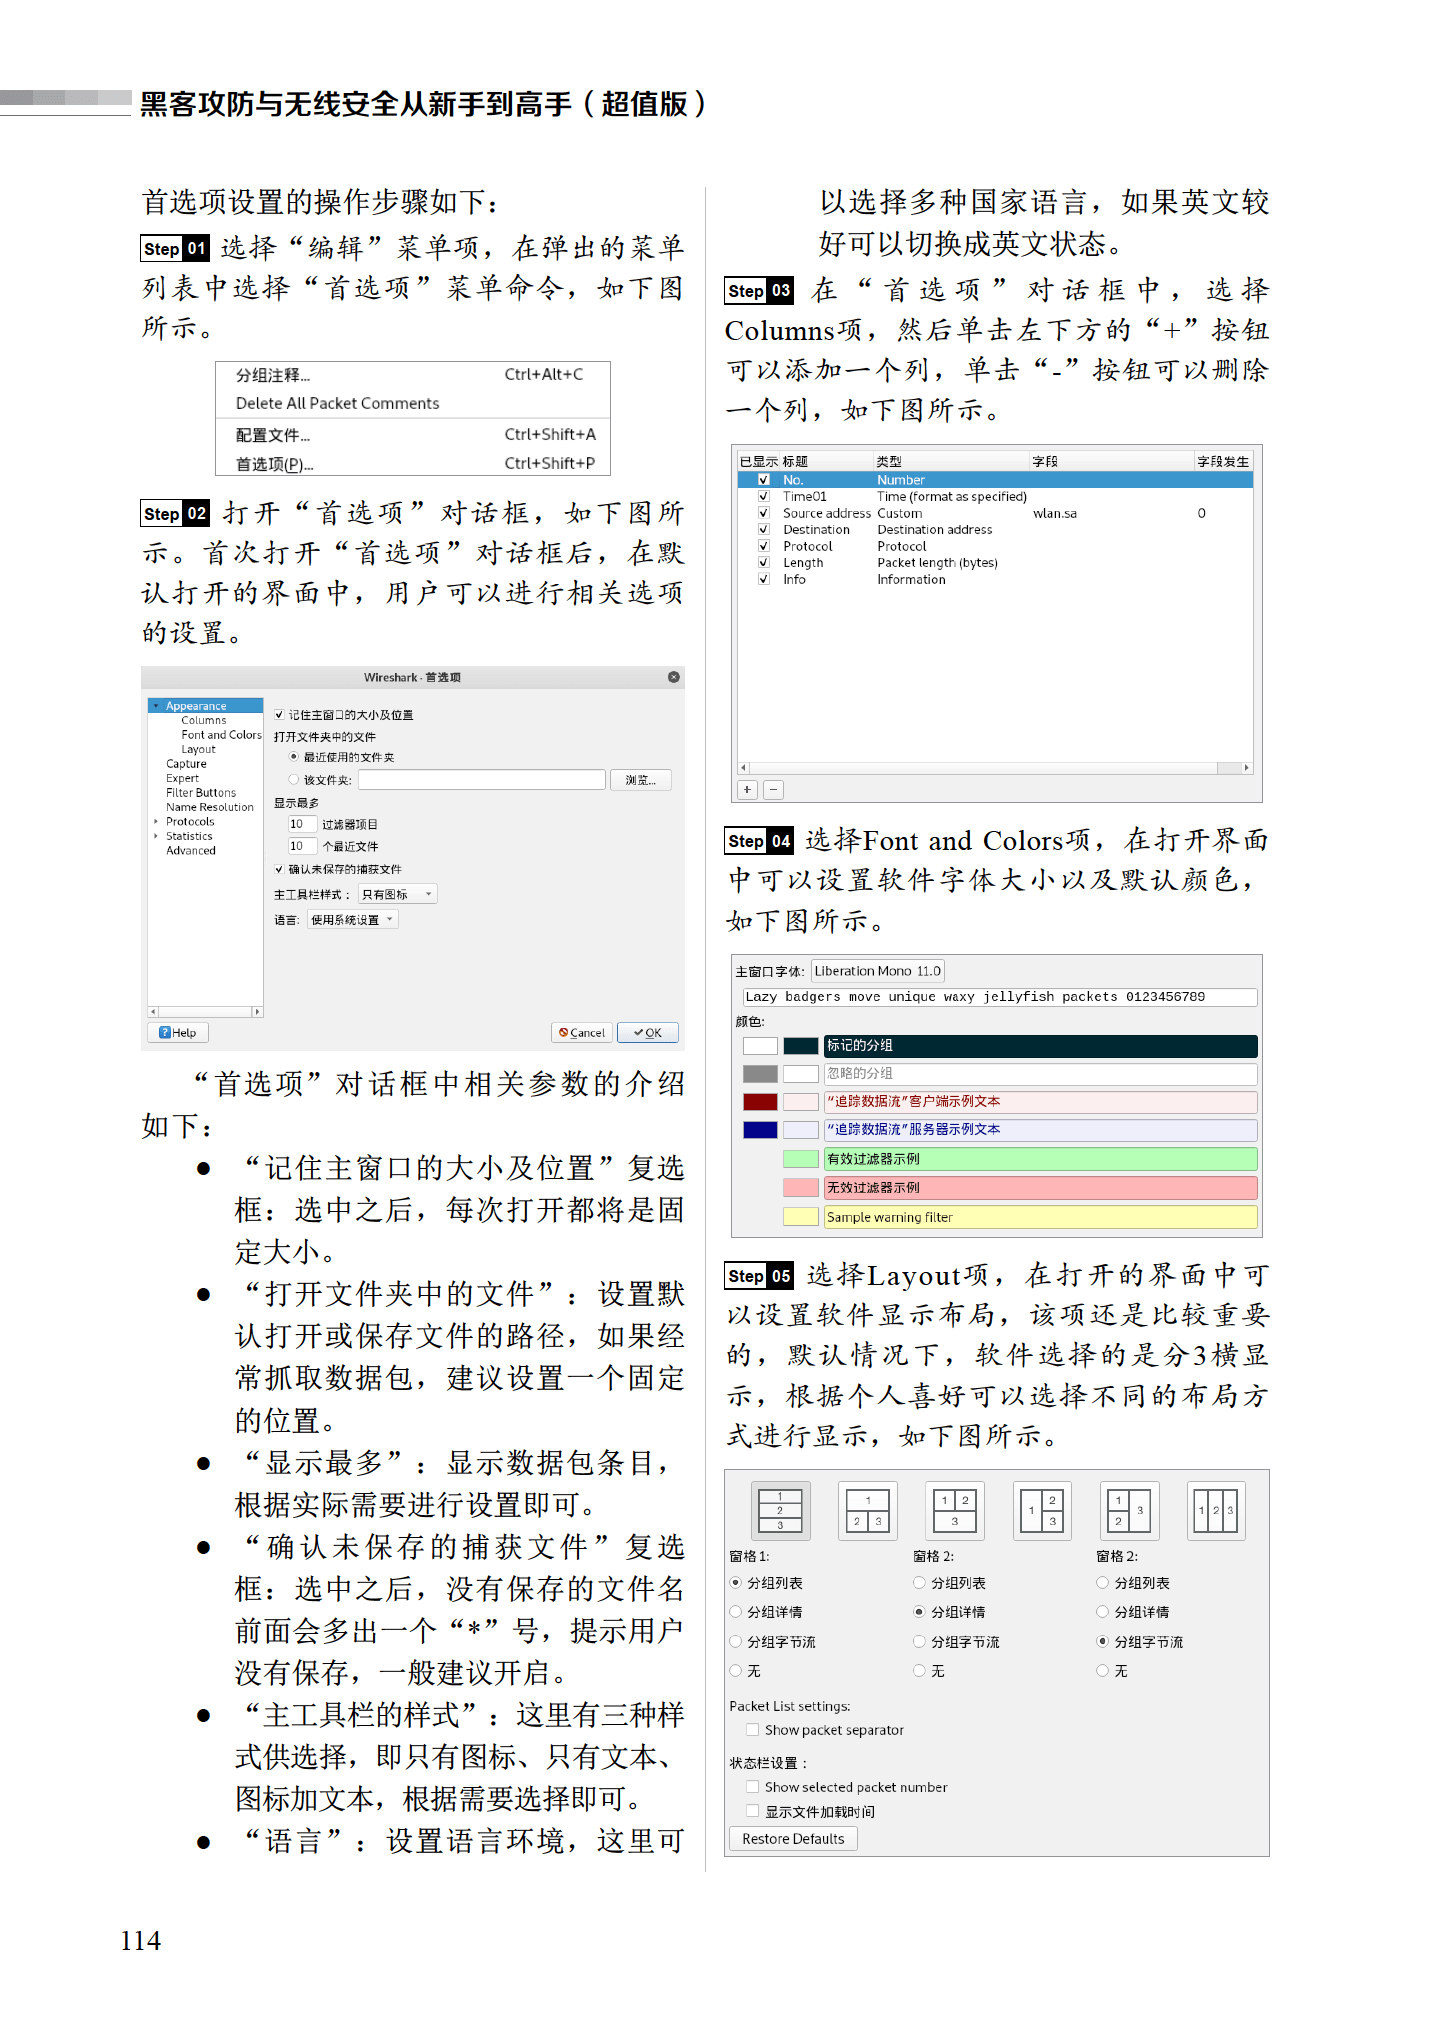 黑客攻防与无线安全从新手到高手（超值版）
首选项设置的操作步骤如下：
Step 01 选择“编辑”菜单项，在弹出的菜单
列表中选择“首选项”菜单命令，如下图
所示。
分组注释... Ctrl+Alt+C
Delete All Packet Comments
配置文件... Ctrl+Shift+A
首选项(P)... Ctrl+Shift+P
Step 02 打开“首选项”对话框，如下图所
示。首次打开“首选项”对话框后，在默
认打开的界面中，用户可以进行相关选项
的设置。
Wireshark · 首选项
Appearance
Columns
Font and Colors
Layout
Capture
Expert
Filter Buttons
Name Resolution
Protocols
Statistics
Advanced
记住主窗口的大小及位置
打开文件夹中的文件
最近使用的文件夹
该文件夹: 浏览...
显示最多
10 过滤器项目
10 个最近文件
确认未保存的捕获文件
主工具栏样式： 只有图标
语言: 使用系统设置
Help Cancel OK
“首选项”对话框中相关参数的介绍
如下：
● “记住主窗口的大小及位置”复选
框：选中之后，每次打开都将是固
定大小。
● “打开文件夹中的文件”：设置默
认打开或保存文件的路径，如果经
常抓取数据包，建议设置一个固定
的位置。
● “显示最多”：显示数据包条目，
根据实际需要进行设置即可。
● “确认未保存的捕获文件”复选
框：选中之后，没有保存的文件名
前面会多出一个“*”号，提示用户
没有保存，一般建议开启。
● “主工具栏的样式”：这里有三种样
式供选择，即只有图标、只有文本、
图标加文本，根据需要选择即可。
● “语言”：设置语言环境，这里可
以选择多种国家语言，如果英文较
好可以切换成英文状态。
Step 03 在“首选项”对话框中，选择
Columns项，然后单击左下方的“+”按钮
可以添加一个列，单击“-”按钮可以删除
一个列，如下图所示。
已显示 标题 类型 字段 字段发生
No. Number
Time01 Time (format as specified)
Source address Custom wlan.sa 0
Destination Destination address
Protocol Protocol
Length Packet length (bytes)
Info Information
+ −
Step 04 选择Font and Colors项，在打开界面
中可以设置软件字体大小以及默认颜色，
如下图所示。
主窗口字体: Liberation Mono 11.0
Lazy badgers move unique waxy jellyfish packets 0123456789
颜色:
标记的分组
忽略的分组
“追踪数据流”客户端示例文本
“追踪数据流”服务器示例文本
有效过滤器示例
无效过滤器示例
Sample warning filter
Step 05 选择Layout项，在打开的界面中可
以设置软件显示布局，该项还是比较重要
的，默认情况下，软件选择的是分3横显
示，根据个人喜好可以选择不同的布局方
式进行显示，如下图所示。
1 2 3 1 2 3 1 2 3 1 2 3 1 2 3 1 2 3
窗格 1: 窗格 2: 窗格 2:
分组列表 分组列表 分组列表
分组详情 分组详情 分组详情
分组字节流 分组字节流 分组字节流
无 无 无
Packet List settings:
Show packet separator
状态栏设置：
Show selected packet number
显示文件加载时间
Restore Defaults
114